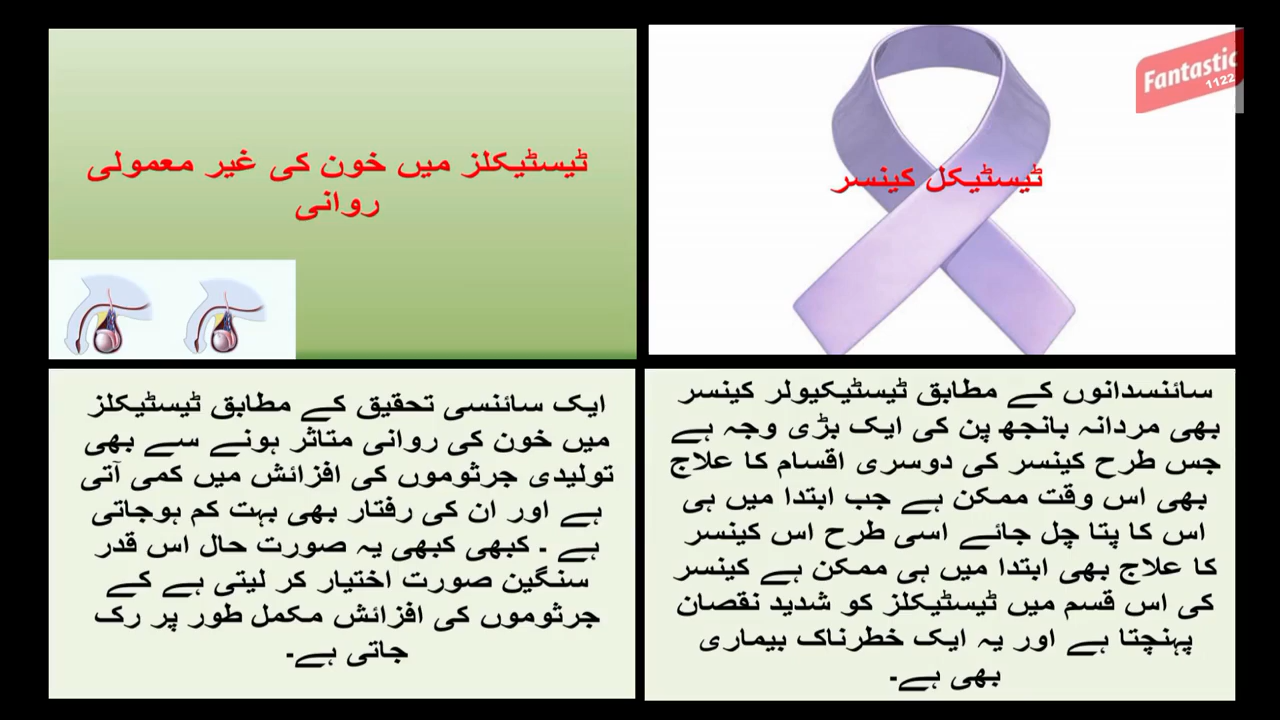 ٹیسٹیکلز میں خون کی غیر معمولی
روانی
Fantastic
1122
ٹیسٹیکل کینسر
ایک سائنسی تحقیق کے مطابق ٹیسٹیکلز
میں خون کی روانی متاثر ہونے سے بھی
تولیدی جرثوموں کی افزائش میں کمی آتی
ہے اور ان کی رفتار بھی بہت کم ہوجاتی
ہے ۔ کبھی کبھی یہ صورت حال اس قدر
سنگین صورت اختیار کر لیتی ہے کے
جرثوموں کی افزائش مکمل طور پر رک
جاتی ہے۔
سائنسدانوں کے مطابق ٹیسٹیکیولر کینسر
بھی مردانہ بانجھ پن کی ایک بڑی وجہ ہے
جس طرح کینسر کی دوسری اقسام کا علاج
بھی اس وقت ممکن ہے جب ابتدا میں ہی
اس کا پتا چل جائے اسی طرح اس کینسر
کا علاج بھی ابتدا میں ہی ممکن ہے کینسر
کی اس قسم میں ٹیسٹیکلز کو شدید نقصان
پہنچتا ہے اور یہ ایک خطرناک بیماری
بھی ہے۔